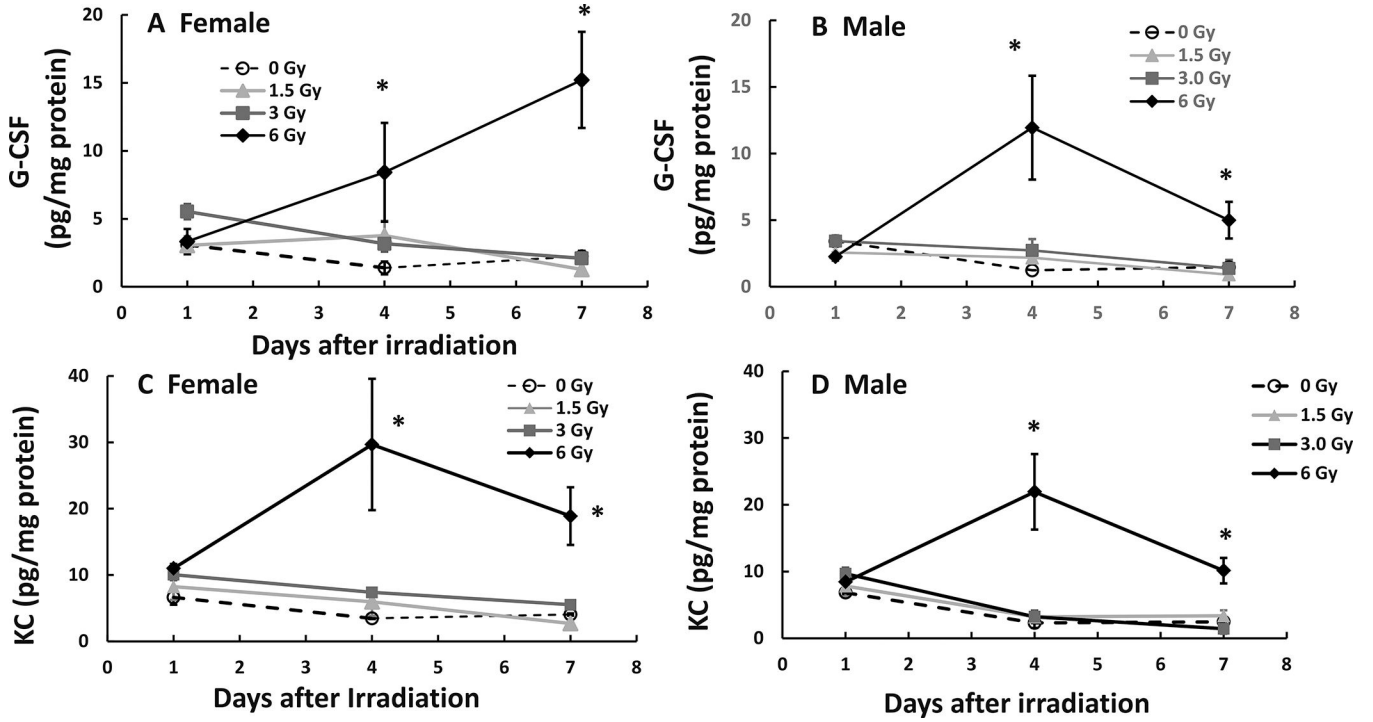 A Female
0 Gy
1.5 Gy
3 Gy
6 Gy
*
*
20
15
10
5
0
G-CSF
(pg/mg protein)
0 1 2 3 4 5 6 7 8
Days after irradiation
B Male
0 Gy
1.5 Gy
3.0 Gy
6 Gy
*
*
20
15
10
5
0
G-CSF
(pg/mg protein)
0 1 2 3 4 5 6 7 8
C Female
0 Gy
1.5 Gy
3 Gy
6 Gy
*
*
40
30
20
10
0
KC (pg/mg protein)
0 1 2 3 4 5 6 7 8
Days after Irradiation
D Male
0 Gy
1.5 Gy
3.0 Gy
6 Gy
*
*
40
30
20
10
0
KC (pg/mg protein)
0 1 2 3 4 5 6 7 8
Days after irradiation